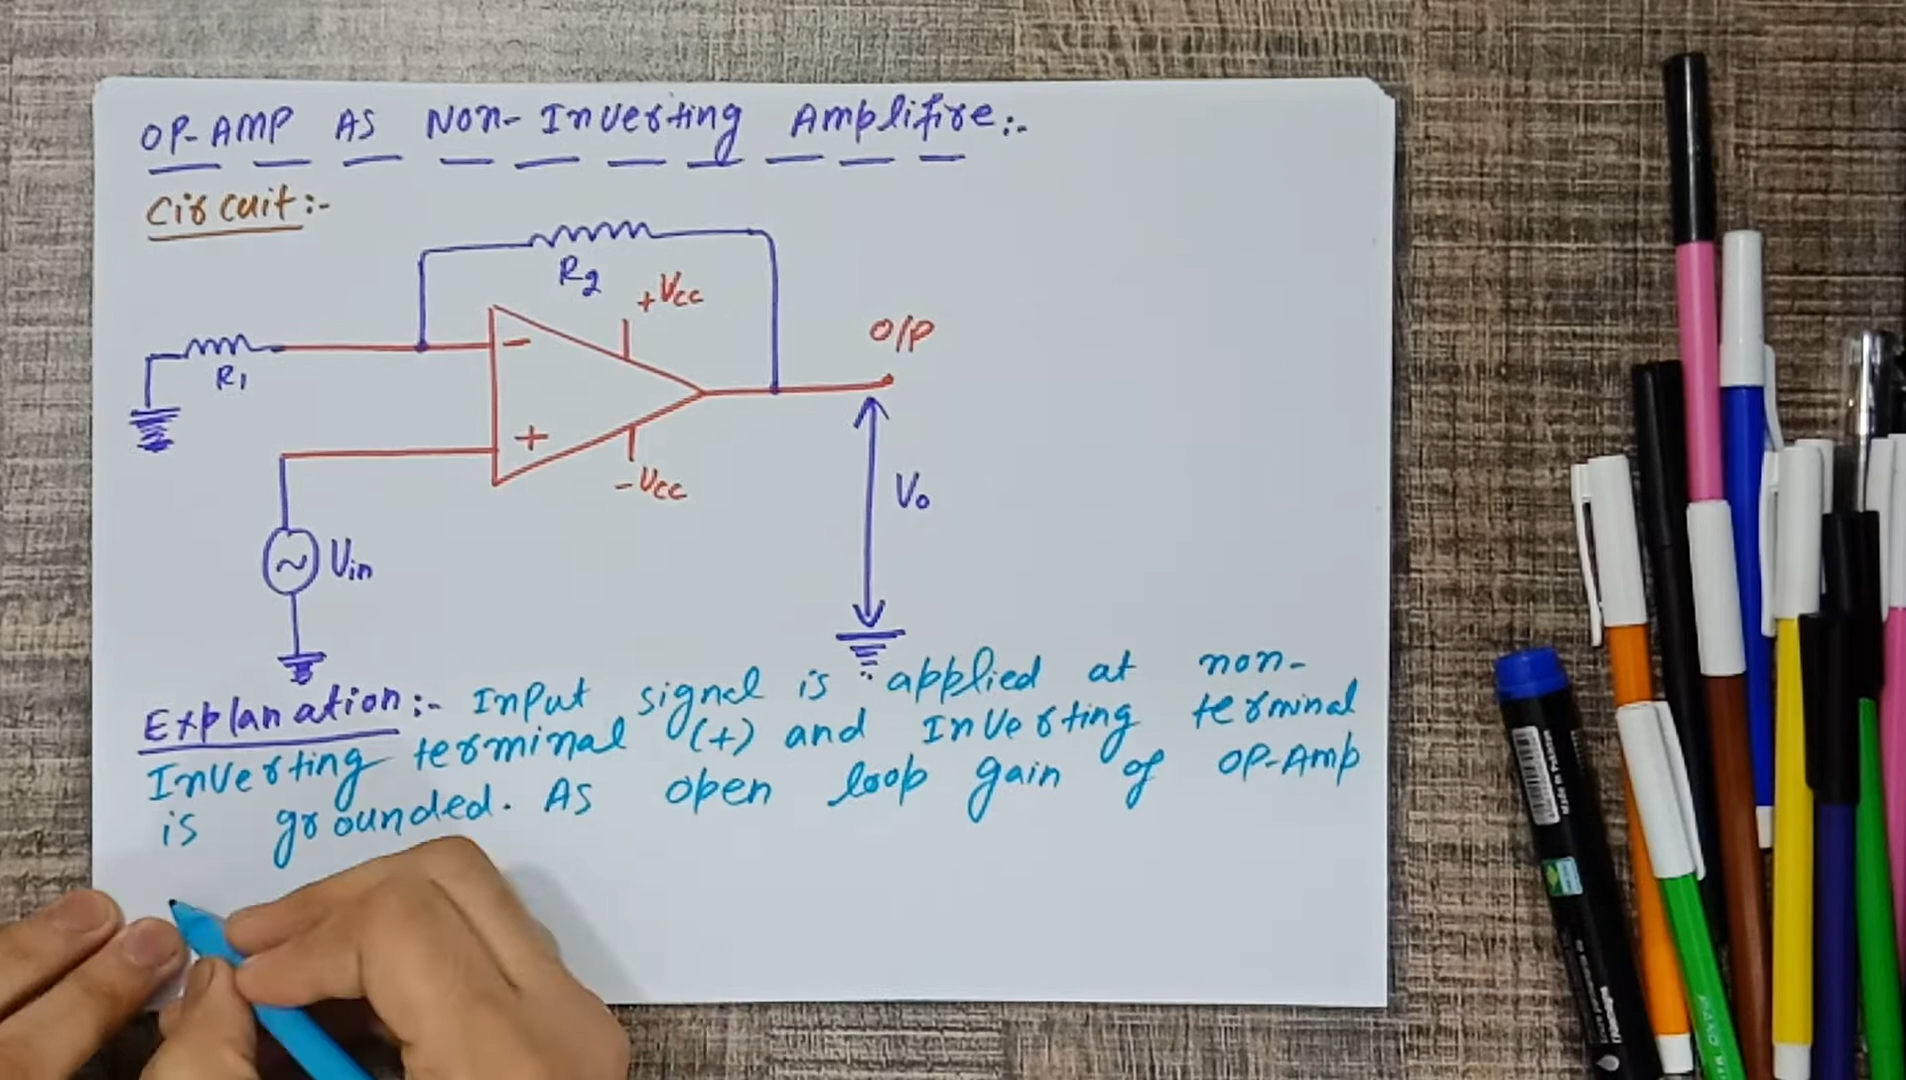 OP-AMP AS Non-Inverting Amplifire:-
Circuit:-
R2
+Vcc
O/P
-
R1
+
-Vcc
Vo
~ Vin
Explanation:- Input signal is applied at non-
Inverting terminal (+) and Inverting terminal
is grounded. As open loop gain of OP-Amp